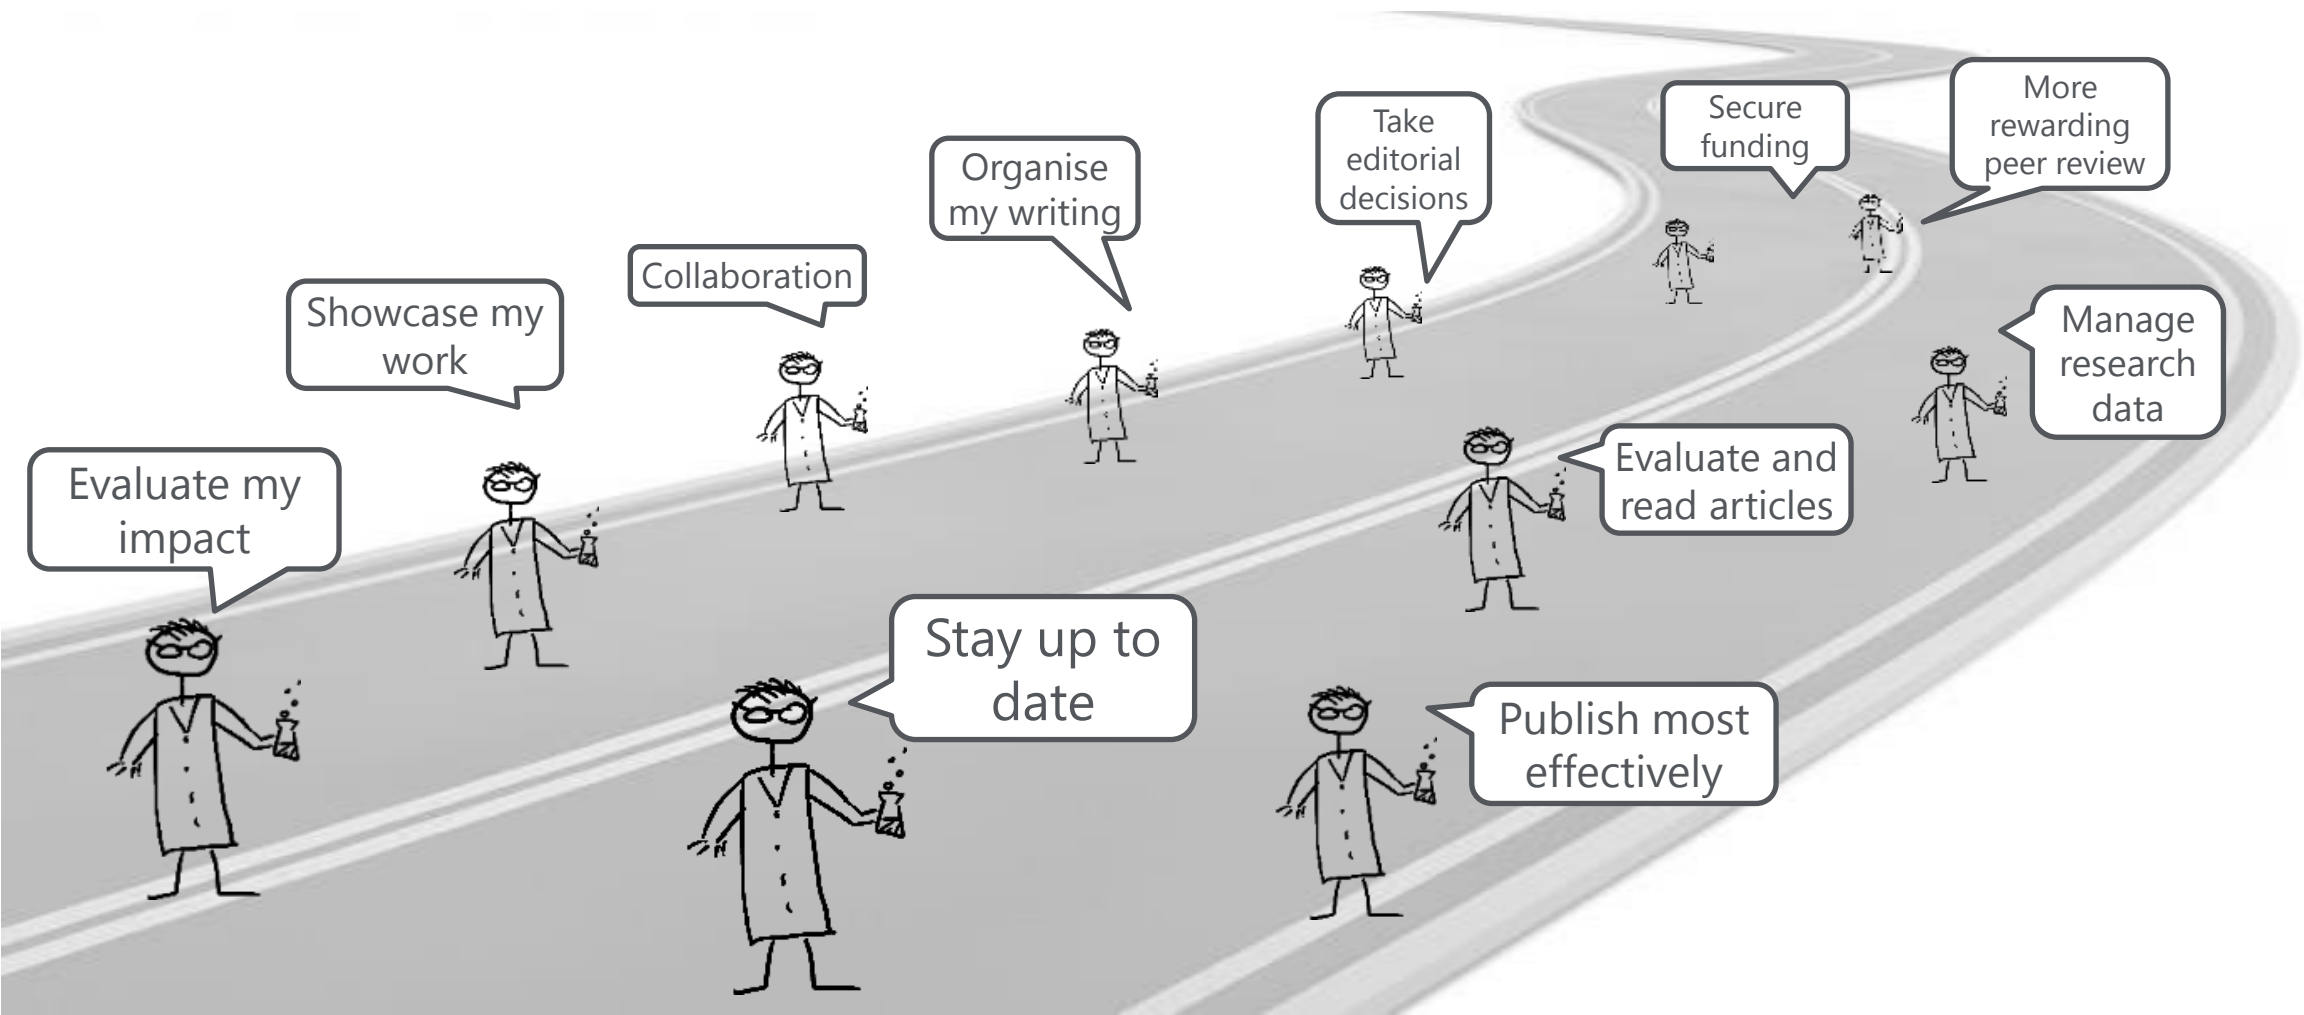 Take
editorial
decisions
Secure
funding
More
rewarding
peer review
Organise
my writing
Collaboration
Showcase my
work
Manage
research
data
Evaluate my
impact
Evaluate and
read articles
Stay up to
date
Publish most
effectively